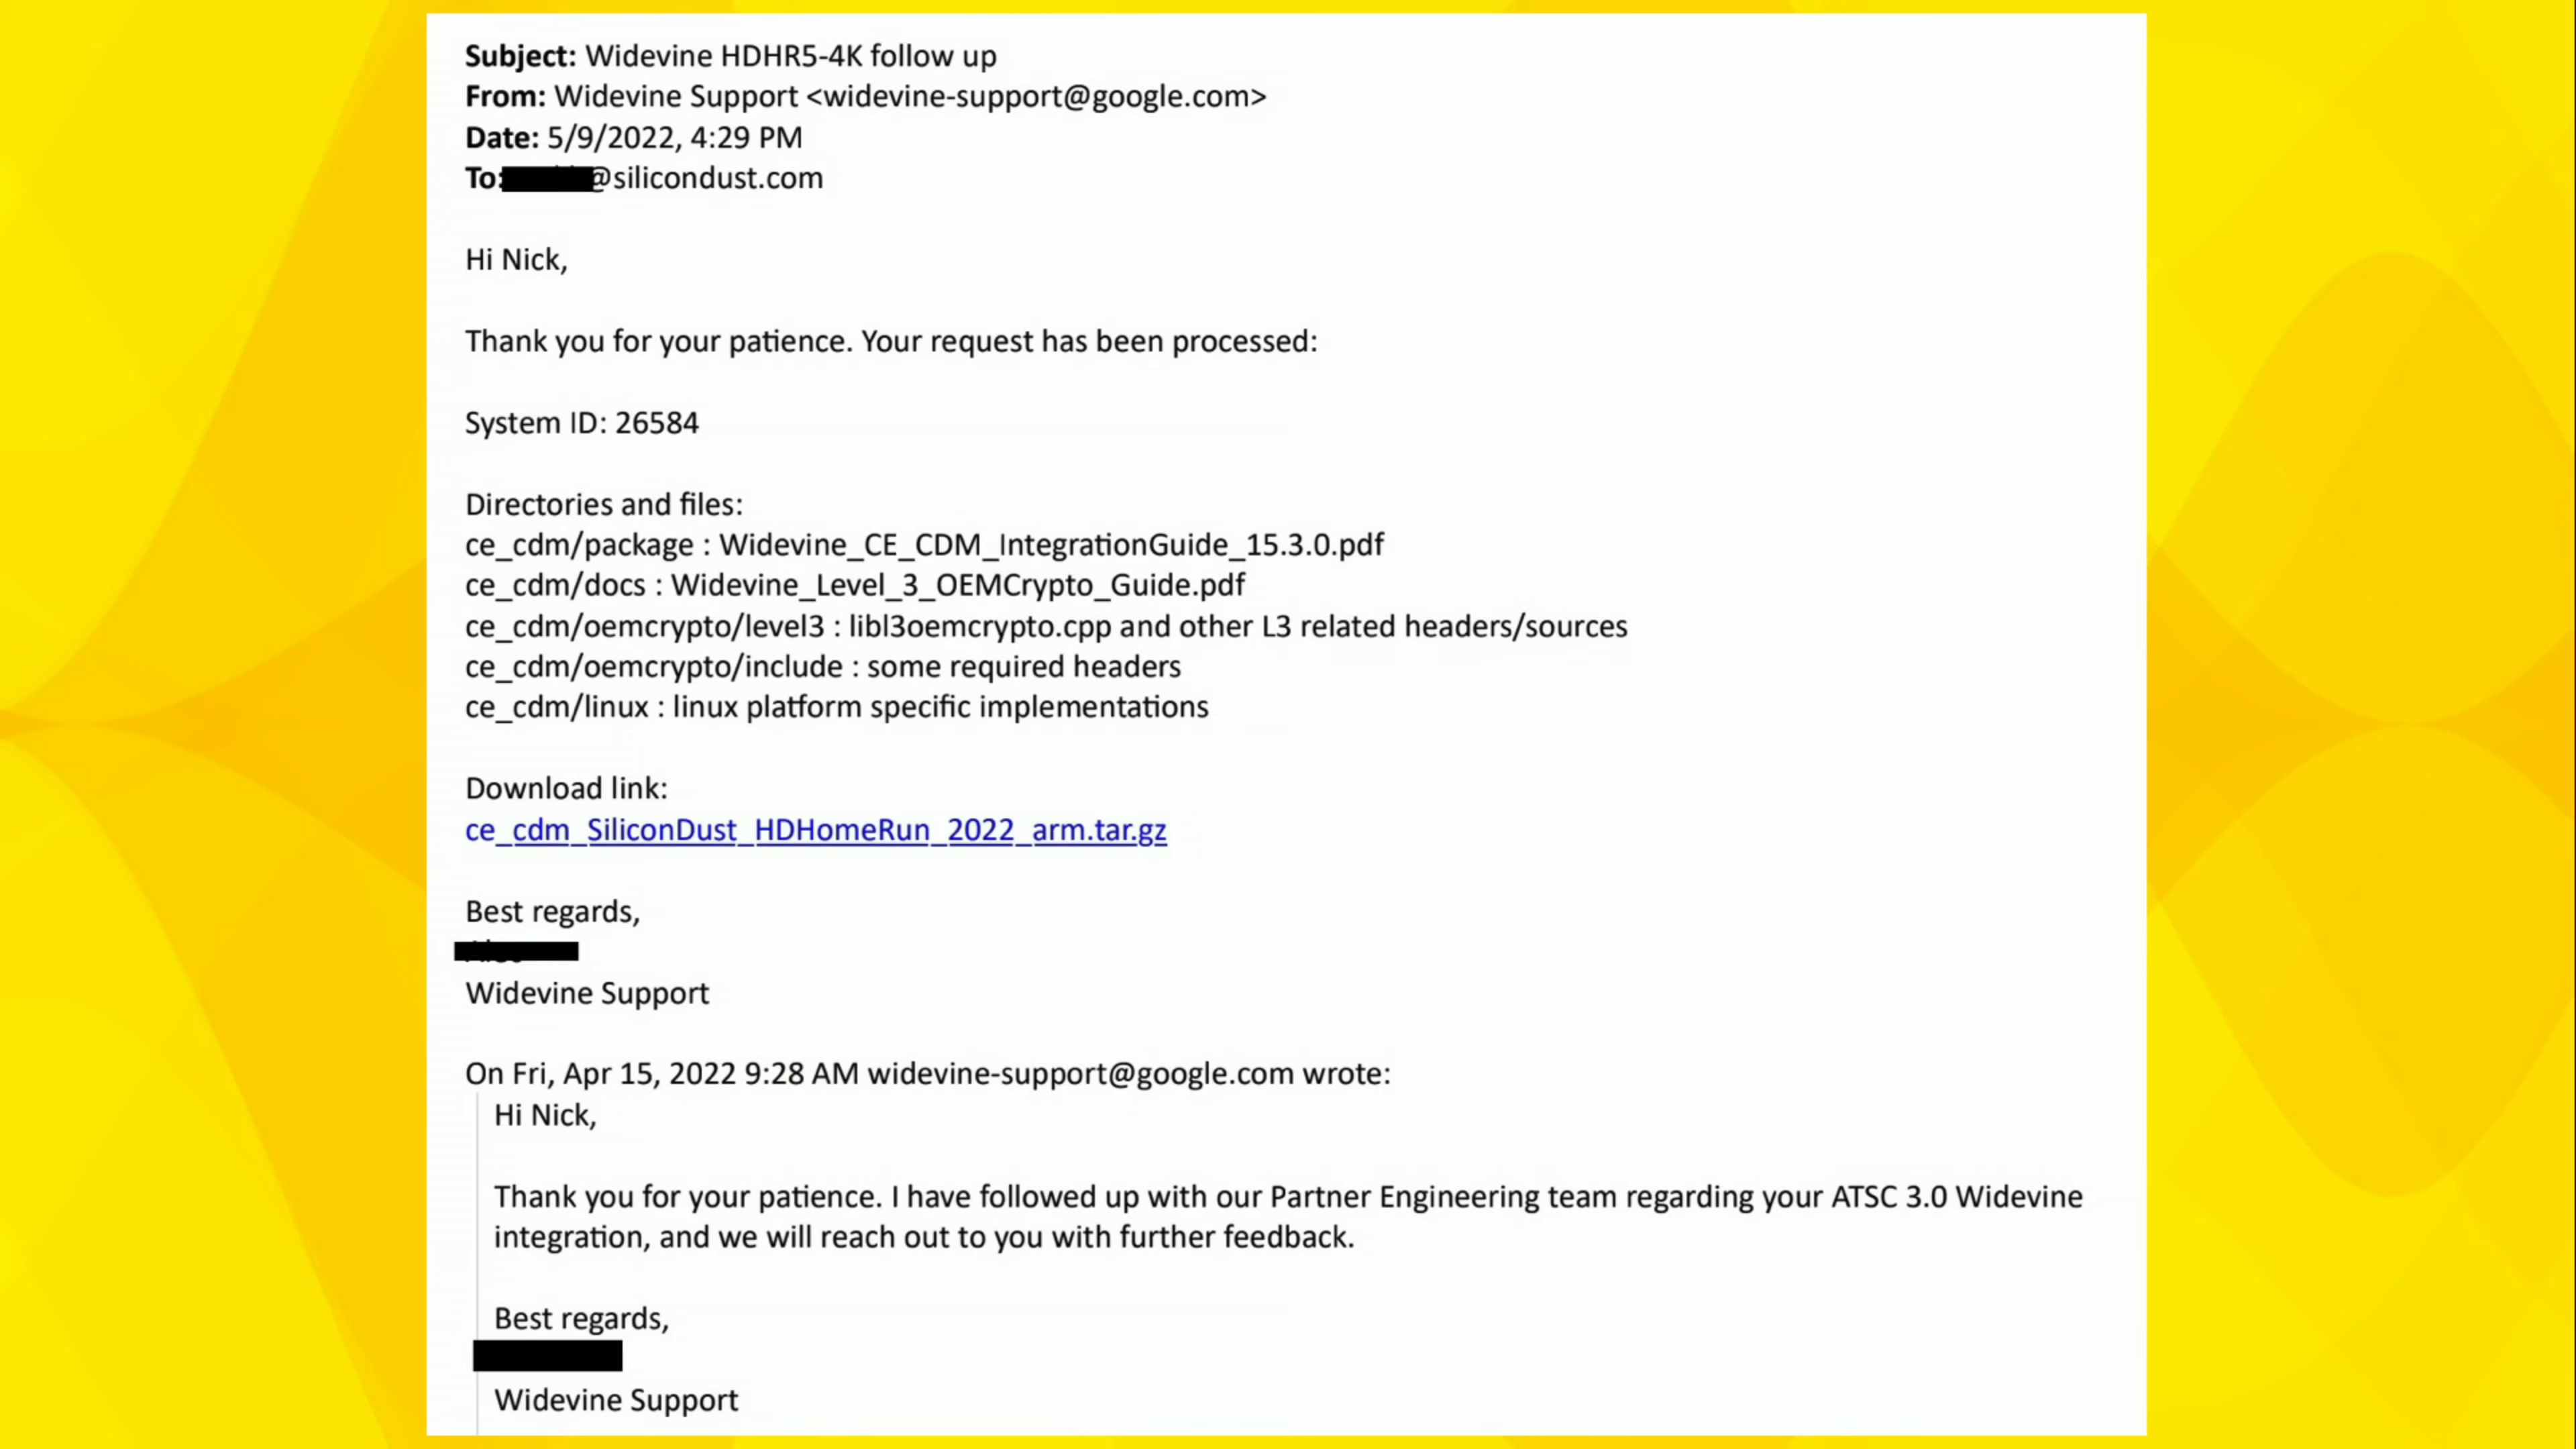 Subject: Widevine HDHR5-4K follow up
From: Widevine Support <widevine-support@google.com>
Date: 5/9/2022, 4:29 PM
To: @silicondust.com
Hi Nick,
Thank you for your patience. Your request has been processed:
System ID: 26584
Directories and files:
ce_cdm/package : Widevine_CE_CDM_IntegrationGuide_15.3.0.pdf
ce_cdm/docs : Widevine_Level_3_OEMCrypto_Guide.pdf
ce_cdm/oemcrypto/level3 : libl3oemcrypto.cpp and other L3 related headers/sources
ce_cdm/oemcrypto/include : some required headers
ce_cdm/linux : linux platform specific implementations
Download link:
ce_cdm_SiliconDust_HDHomeRun_2022_arm.tar.gz
Best regards,
Widevine Support
On Fri, Apr 15, 2022 9:28 AM widevine-support@google.com wrote:
Hi Nick,
Thank you for your patience. I have followed up with our Partner Engineering team regarding your ATSC 3.0 Widevine
integration, and we will reach out to you with further feedback.
Best regards,
Widevine Support